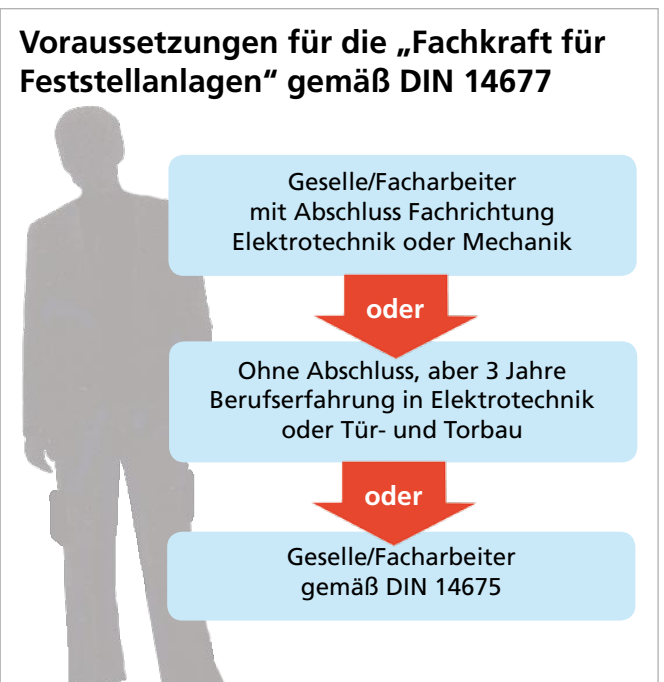 Voraussetzungen für die „Fachkraft für
Feststellanlagen“ gemäß DIN 14677
Geselle/Facharbeiter
mit Abschluss Fachrichtung
Elektrotechnik oder Mechanik
oder
Ohne Abschluss, aber 3 Jahre
Berufserfahrung in Elektrotechnik
oder Tür- und Torbau
oder
Geselle/Facharbeiter
gemäß DIN 14675